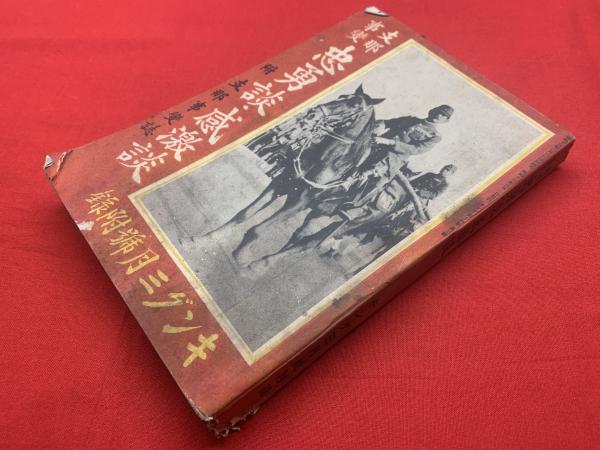 支那
事變
忠勇談 感激談
附 支那事變誌
キング三月號附錄